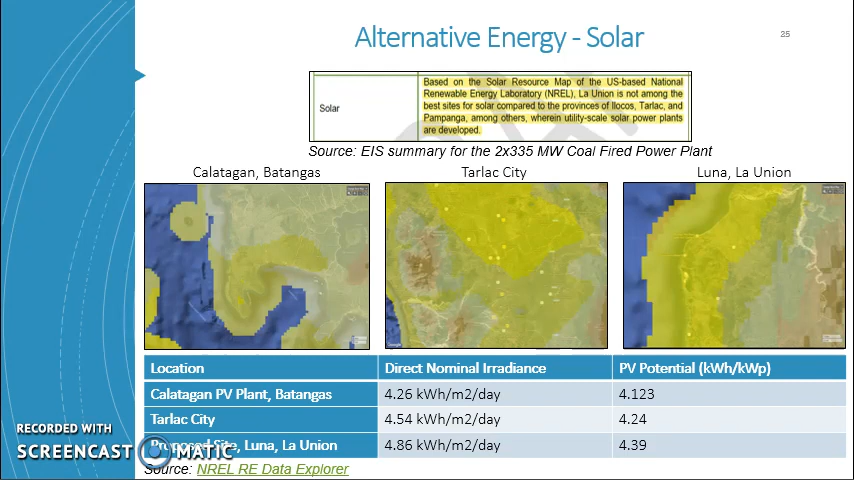 Alternative Energy - Solar
25
Solar
Based on the Solar Resource Map of the US-based National
Renewable Energy Laboratory (NREL), La Union is not among the
best sites for solar compared to the provinces of Ilocos, Tarlac, and
Pampanga, among others, wherein utility-scale solar power plants
are developed.
Source: EIS summary for the 2x335 MW Coal Fired Power Plant
Calatagan, Batangas
Tarlac City
Luna, La Union
Location Direct Nominal Irradiance PV Potential (kWh/kWp)
Calatagan PV Plant, Batangas 4.26 kWh/m2/day 4.123
Tarlac City 4.54 kWh/m2/day 4.24
Proposed Site, Luna, La Union 4.86 kWh/m2/day 4.39
Source: NREL RE Data Explorer
RECORDED WITH
SCREENCAST MATIC